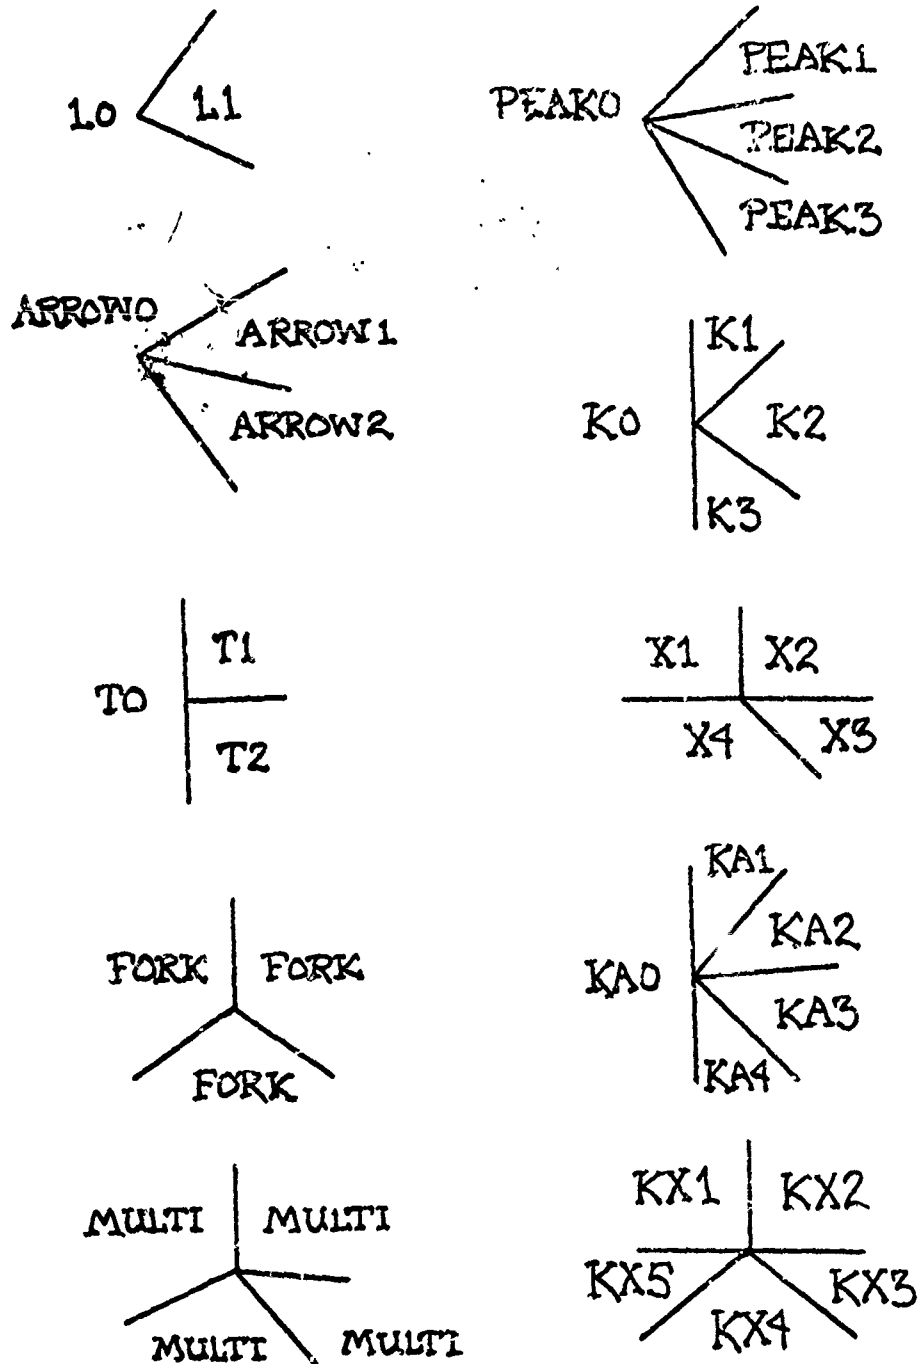 L0 L1
PEAK0
PEAK1
PEAK2
PEAK3
ARROW0
ARROW1
ARROW2
K0
K1
K2
K3
T0
T1
T2
X1 X2
X4 X3
FORK FORK
FORK
KA0
KA1
KA2
KA3
KA4
MULTI MULTI
MULTI MULTI
KX1 KX2
KX5 KX3
KX4